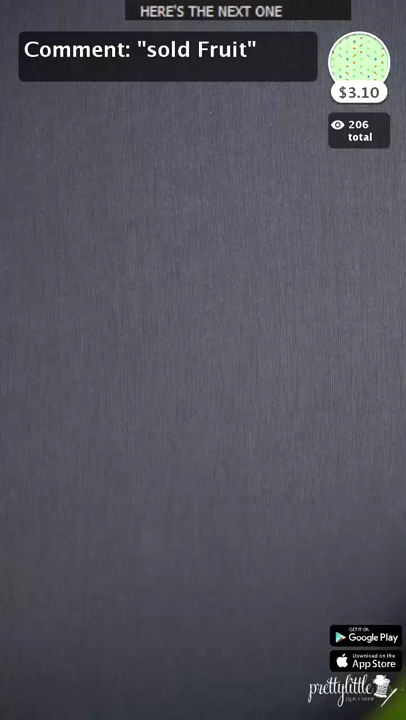 HERE'S THE NEXT ONE
Comment: "sold Fruit"
$3.10
206
total
GET IT ON
Google Play
Download on the
App Store
prettylittle